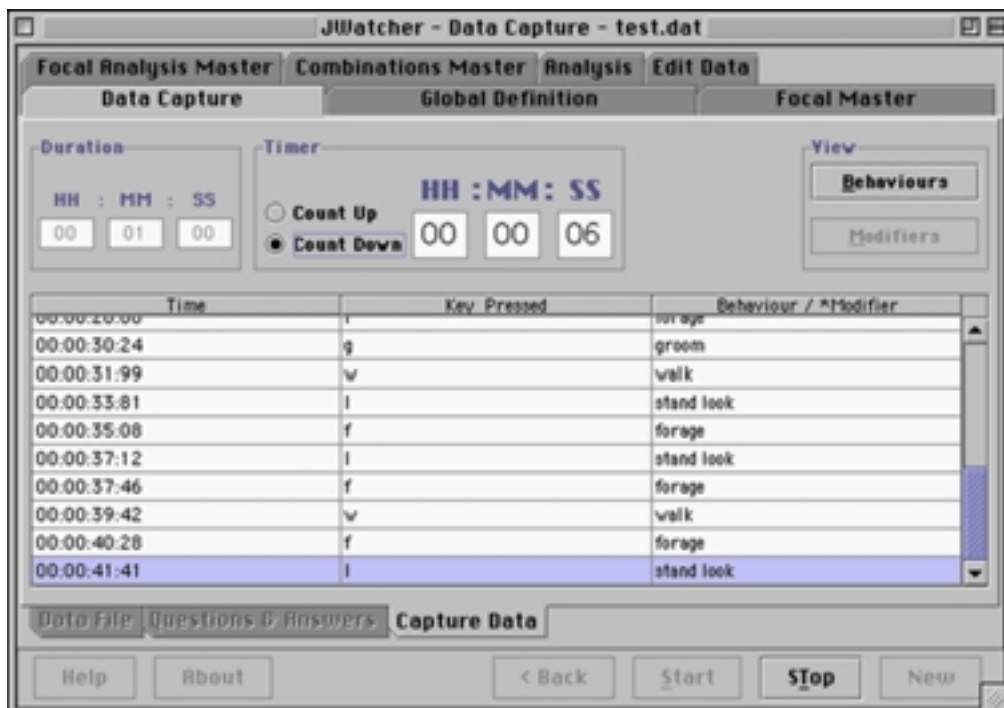 JWatcher - Data Capture - test.dat
Focal Analysis Master Combinations Master Analysis Edit Data
Data Capture Global Definition Focal Master
Duration Timer View
HH : MM : SS
00 01 00
Count Up
Count Down
HH : MM : SS
00 00 06
Behaviours
Modifiers
Time Key Pressed Behaviour / *Modifier
forage
00:00:30:24 g groom
00:00:31:99 w walk
00:00:33:81 l stand look
00:00:35:08 f forage
00:00:37:12 l stand look
00:00:37:46 f forage
00:00:39:42 w walk
00:00:40:28 f forage
00:00:41:41 l stand look
Data File Questions & Answers Capture Data
Help About < Back Start STop New